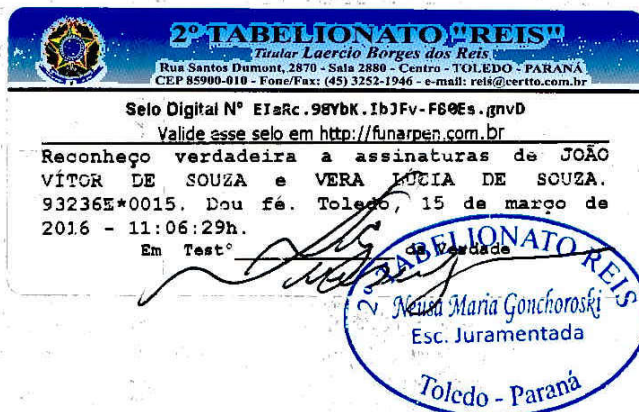 2º TABELIONATO "REIS"
Titular Laercio Borges dos Reis
Rua Santos Dumont, 2870 - Sala 2880 - Centro - TOLEDO - PARANÁ
CEP 85900-010 - Fone/Fax: (45) 3252-1946 - e-mail: reis@certto.com.br
Selo Digital Nº EIsRc.98YbK.IbJFv-F60Es.gnvD
Valide esse selo em http://funarpen.com.br
Reconheço verdadeira a assinaturas de JOÃO
VÍTOR DE SOUZA e VERA LUCIA DE SOUZA.
93236E*0015. Dou fé. Toledo, 15 de março de
2016 - 11:06:29h.
Em Testº da Verdade
2º TABELIONATO REIS
Neusa Maria Gonchoroski
Esc. Juramentada
Toledo - Paraná